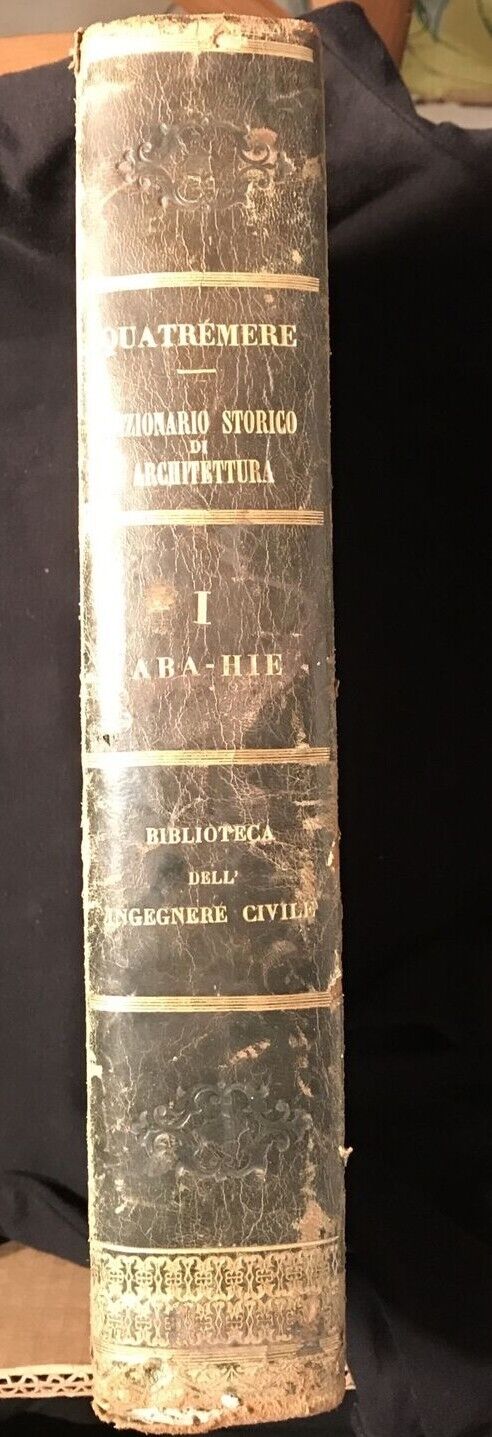 QUATRÉMERE
DIZIONARIO STORICO
DI
ARCHITETTURA
I
ABA-HIE
BIBLIOTECA
DELL'
INGEGNERE CIVILE